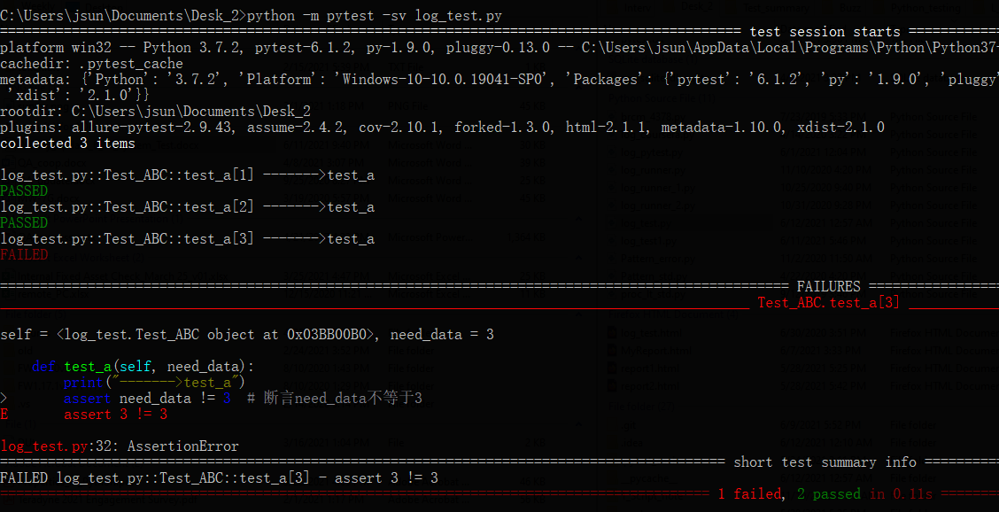 C:\Users\jsun\Documents\Desk_2>python -m pytest -sv log_test.py
============================================================================================= test session starts ============
platform win32 -- Python 3.7.2, pytest-6.1.2, py-1.9.0, pluggy-0.13.0 -- C:\Users\jsun\AppData\Local\Programs\Python\Python37-
cachedir: .pytest_cache
metadata: {'Python': '3.7.2', 'Platform': 'Windows-10-10.0.19041-SP0', 'Packages': {'pytest': '6.1.2', 'py': '1.9.0', 'pluggy'
 'xdist': '2.1.0'}}
rootdir: C:\Users\jsun\Documents\Desk_2
plugins: allure-pytest-2.9.43, assume-2.4.2, cov-2.10.1, forked-1.3.0, html-2.1.1, metadata-1.10.0, xdist-2.1.0
collected 3 items
log_test.py::Test_ABC::test_a[1] ------->test_a
PASSED
log_test.py::Test_ABC::test_a[2] ------->test_a
PASSED
log_test.py::Test_ABC::test_a[3] ------->test_a
FAILED
=================================================================================================== FAILURES =================
______________________________________________________________________________________________ Test_ABC.test_a[3] ____________
self = <log_test.Test_ABC object at 0x03BB00B0>, need_data = 3
    def test_a(self, need_data):
        print("------->test_a")
>       assert need_data != 3  # 断言need_data不等于3
E       assert 3 != 3
log_test.py:32: AssertionError
=========================================================================================== short test summary info ==========
FAILED log_test.py::Test_ABC::test_a[3] - assert 3 != 3
========================================================================================= 1 failed, 2 passed in 0.11s ========